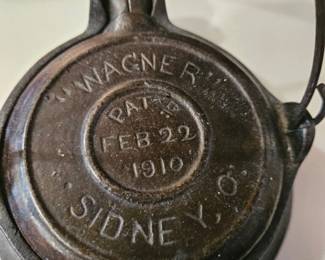 "WAGNER"
PAT'D
FEB. 22
1910
SIDNEY, O.